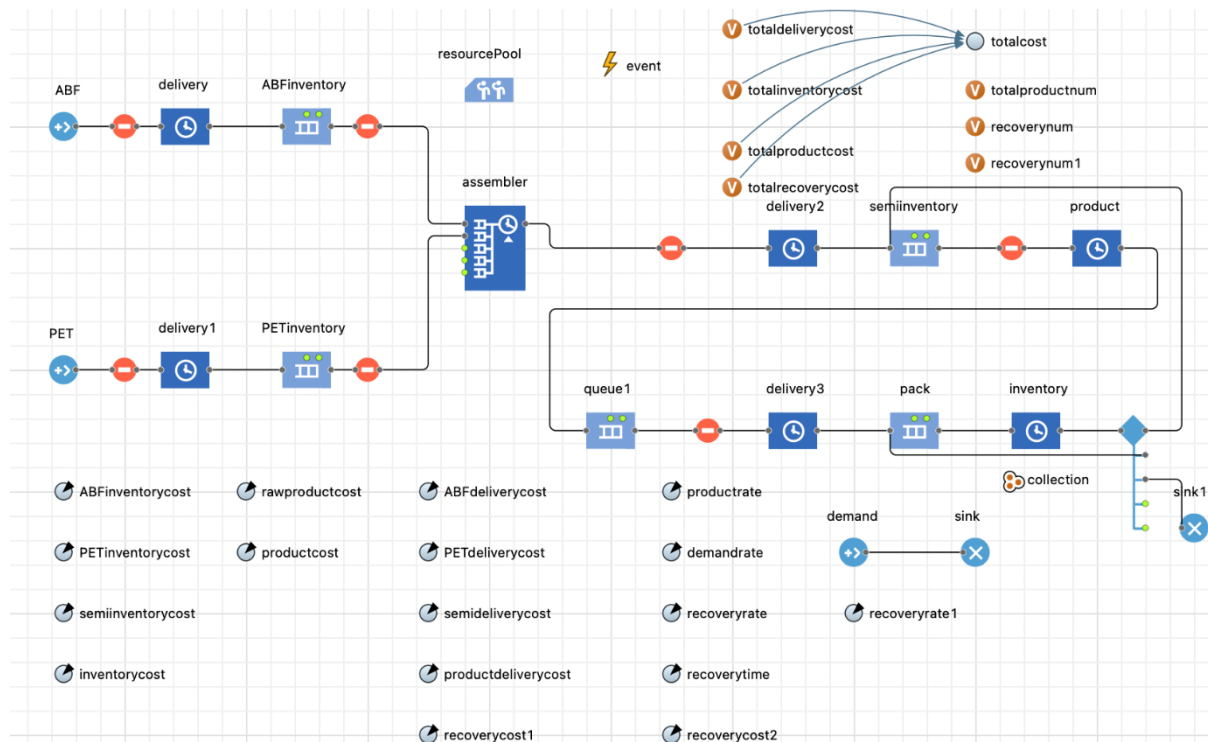 totaldeliverycost
totalcost
resourcePool
event
ABF
delivery
ABFinventory
totalinventorycost
totalproductnum
recoverynum
totalproductcost
recoverynum1
assembler
totalrecoverycost
delivery2
semiinventory
product
PET
delivery1
PETinventory
queue1
delivery3
pack
inventory
collection
ABFinventorycost
rawproductcost
ABFdeliverycost
productrate
sink1
demand
sink
PETinventorycost
productcost
PETdeliverycost
demandrate
semiinventorycost
semideliverycost
recoveryrate
recoveryrate1
inventorycost
productdeliverycost
recoverytime
recoverycost1
recoverycost2